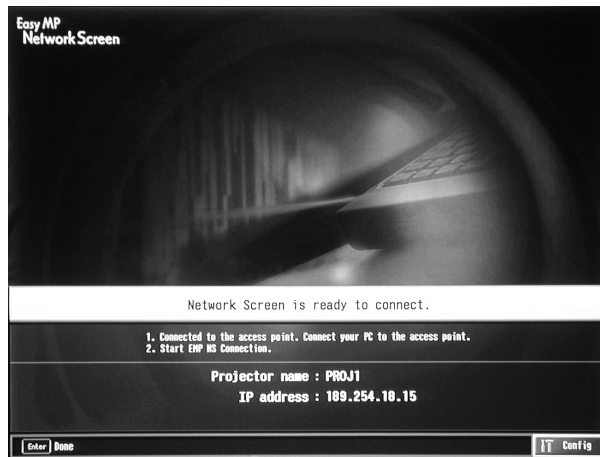 Easy MP
Network Screen
Network Screen is ready to connect.
1. Connected to the access point. Connect your PC to the access point.
2. Start EMP NS Connection.
Projector name : PROJ1
IP address : 189.254.18.15
Enter Done
Config